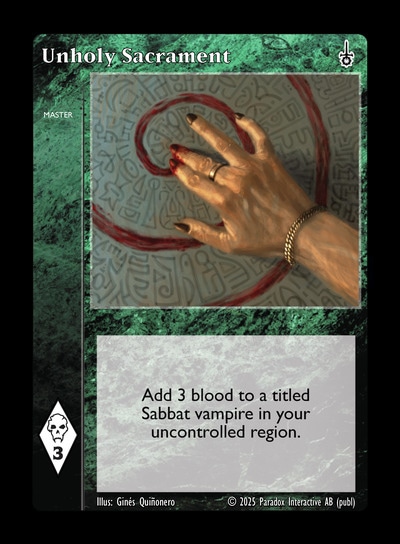 Unholy Sacrament
MASTER
Add 3 blood to a titled
Sabbat vampire in your
uncontrolled region.
3
Illus: Ginés Quiñonero © 2025 Paradox Interactive AB (publ)